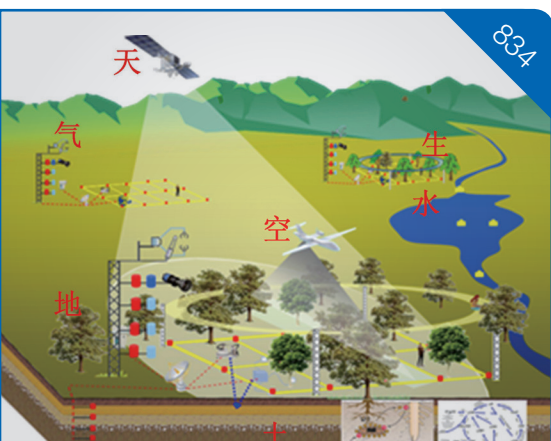 834
天
气
生
水
空
地
土